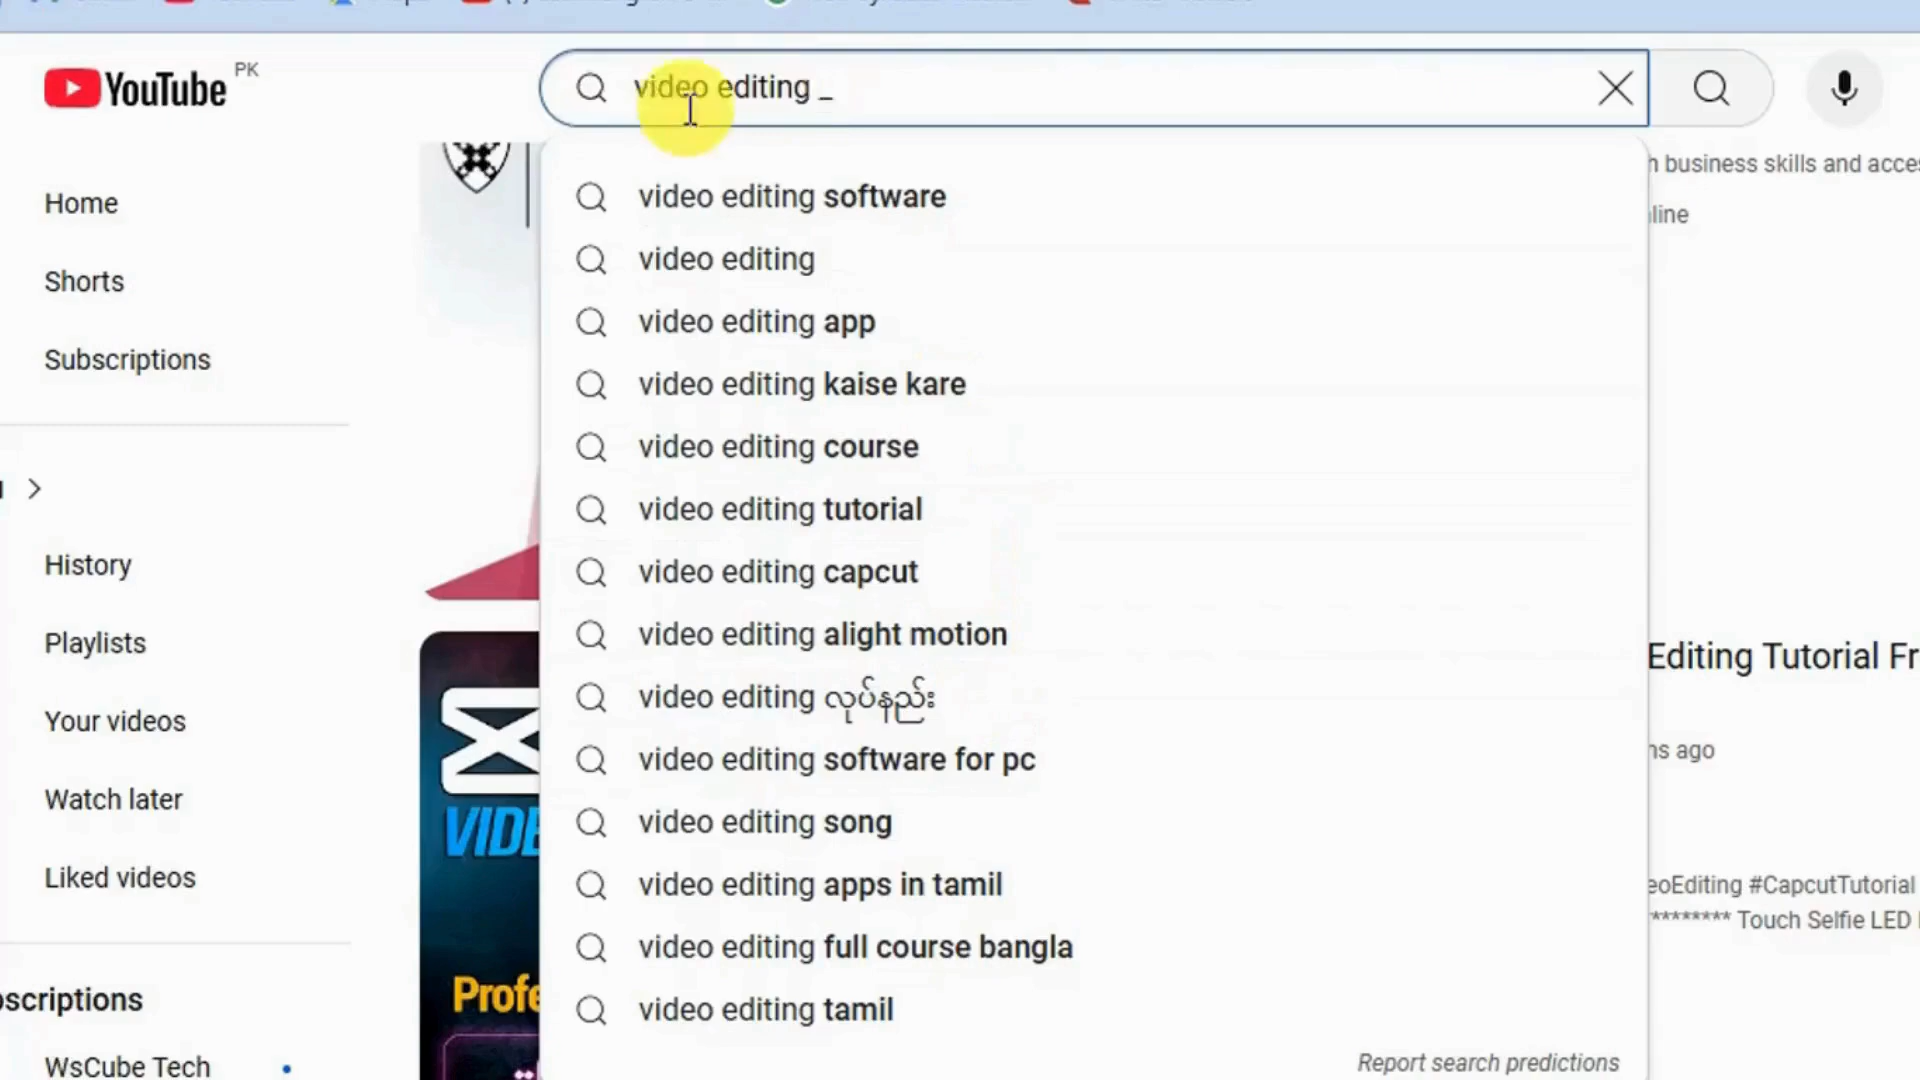 YouTube PK
video editing _
Home
Shorts
Subscriptions
History
Playlists
Your videos
Watch later
Liked videos
WsCube Tech
video editing software
video editing
video editing app
video editing kaise kare
video editing course
video editing tutorial
video editing capcut
video editing alight motion
video editing လုပ်နည်း
video editing software for pc
video editing song
video editing apps in tamil
video editing full course bangla
video editing tamil
Report search predictions
business skills and
Editing Tutorial
ago
#CapcutTutorial
******** Touch Selfie LED